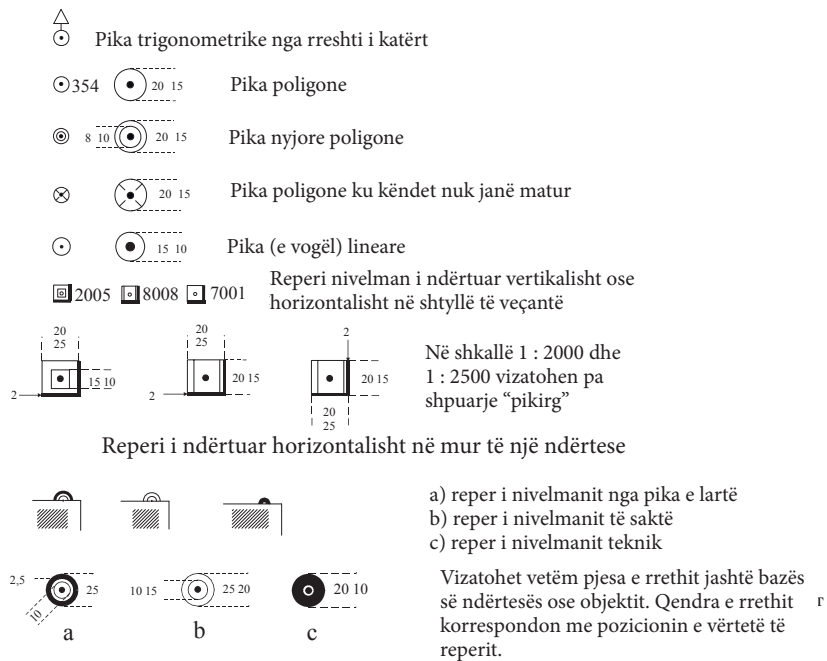 Pika trigonometrike nga rreshti i katërt
354 20 15 Pika poligone
8 10 20 15 Pika nyjore poligone
20 15 Pika poligone ku këndet nuk janë matur
15 10 Pika (e vogël) lineare
2005 8008 7001
Reperi nivelman i ndërtuar vertikalisht ose
horizontalisht në shtyllë të veçantë
20
25
15 10
2
20
25
20 15
2
2
20 15
20
25
Në shkallë 1 : 2000 dhe
1 : 2500 vizatohen pa
shpuarje “pikirg”
Reperi i ndërtuar horizontalisht në mur të një ndërtese
a) reper i nivelmanit nga pika e lartë
b) reper i nivelmanit të saktë
c) reper i nivelmanit teknik
2,5 25
10
10 15 25 20
20 10
a b c
Vizatohet vetëm pjesa e rrethit jashtë bazës
së ndërtesës ose objektit. Qendra e rrethit r
korrespondon me pozicionin e vërtetë të
reperit.